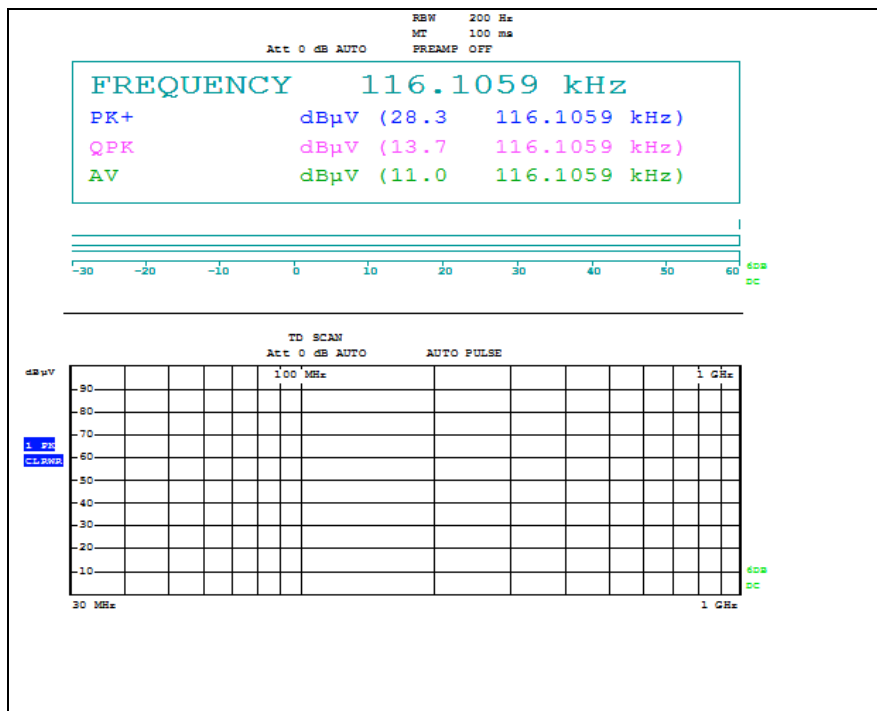 RBW 200 Hz
MT 100 ms
Att 0 dB AUTO PREAMP OFF
FREQUENCY 116.1059 kHz
PK+ dBµV (28.3 116.1059 kHz)
QPK dBµV (13.7 116.1059 kHz)
AV dBµV (11.0 116.1059 kHz)
-30 -20 -10 0 10 20 30 40 50 60 6DB
DC
TD SCAN
Att 0 dB AUTO AUTO PULSE
dBµV 100 MHz 1 GHz
90
80
70
1 PK
60
CLRWR
50
40
30
20
10 6DB
DC
30 MHz 1 GHz